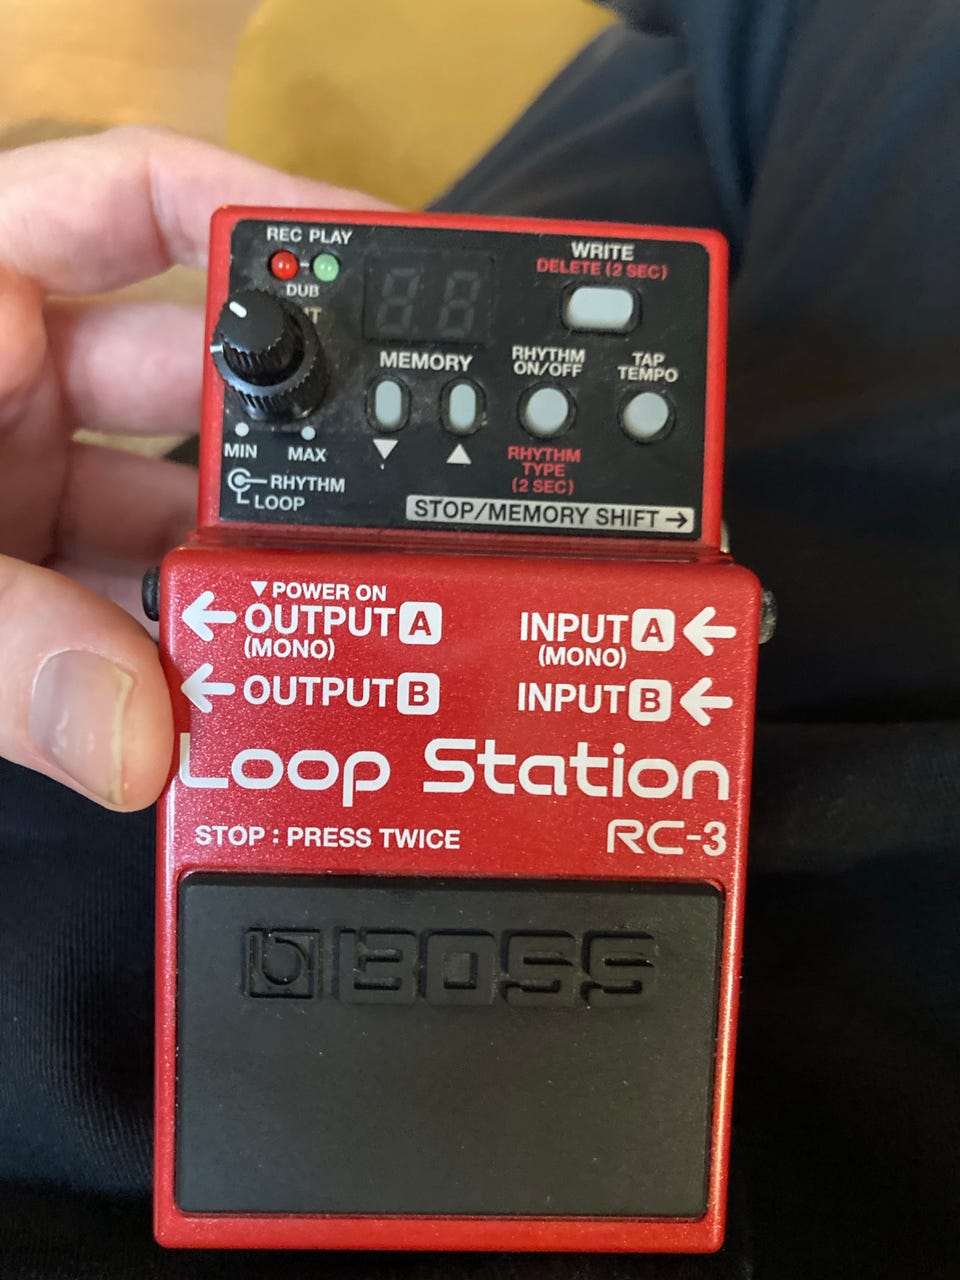 REC PLAY
DUB
WRITE
DELETE (2 SEC)
MEMORY
RHYTHM
ON/OFF
TAP
TEMPO
▼
▲
RHYTHM
TYPE
(2 SEC)
MIN MAX
RHYTHM
LOOP
STOP/MEMORY SHIFT →
▼POWER ON
← OUTPUT A
(MONO)
INPUT A ←
(MONO)
← OUTPUT B
INPUT B ←
Loop Station
STOP : PRESS TWICE
RC-3
BOSS